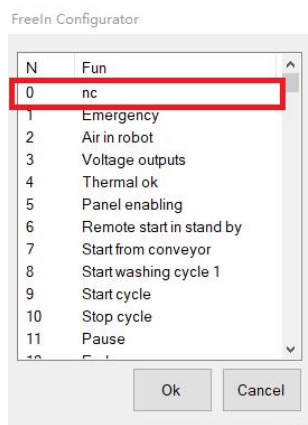 FreeIn Configurator
N Fun
0 nc
1 Emergency
2 Air in robot
3 Voltage outputs
4 Thermal ok
5 Panel enabling
6 Remote start in stand by
7 Start from conveyor
8 Start washing cycle 1
9 Start cycle
10 Stop cycle
11 Pause
Ok Cancel